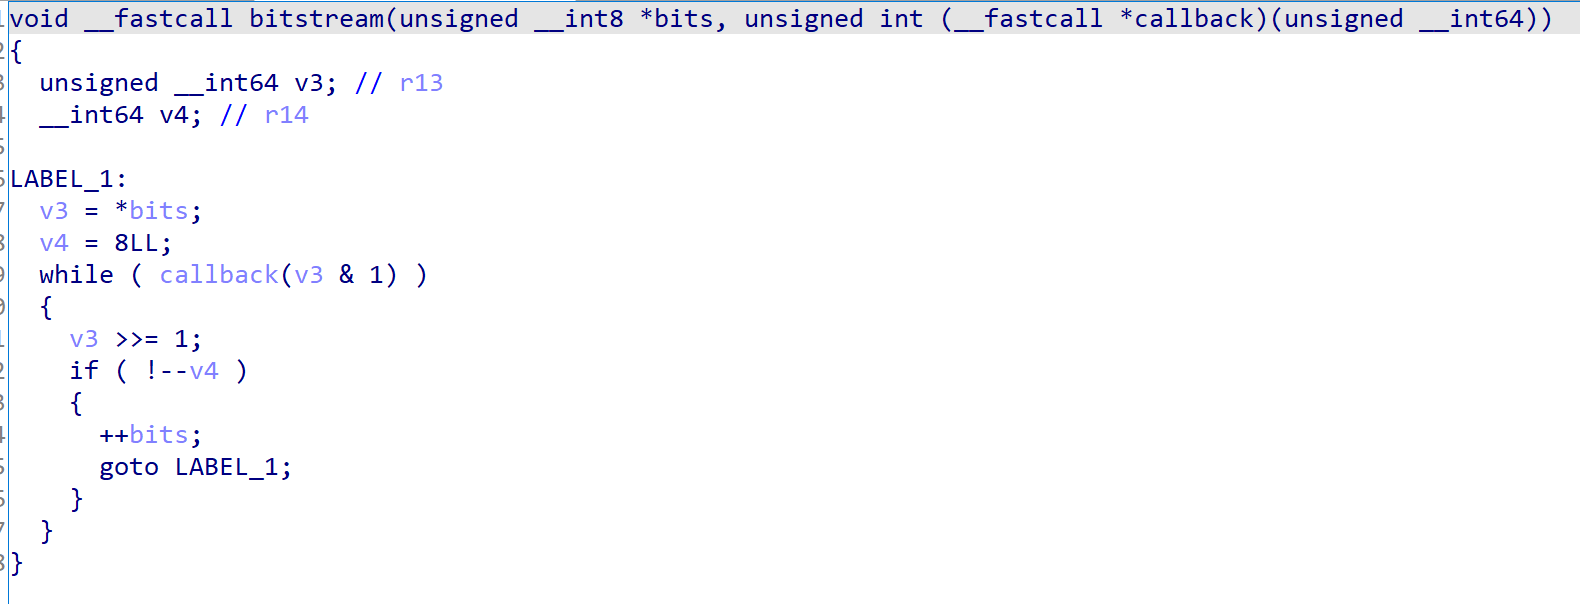 void __fastcall bitstream(unsigned __int8 *bits, unsigned int (__fastcall *callback)(unsigned __int64))
{
  unsigned __int64 v3; // r13
  __int64 v4; // r14

LABEL_1:
  v3 = *bits;
  v4 = 8LL;
  while ( callback(v3 & 1) )
  {
    v3 >>= 1;
    if ( !--v4 )
    {
      ++bits;
      goto LABEL_1;
    }
  }
}